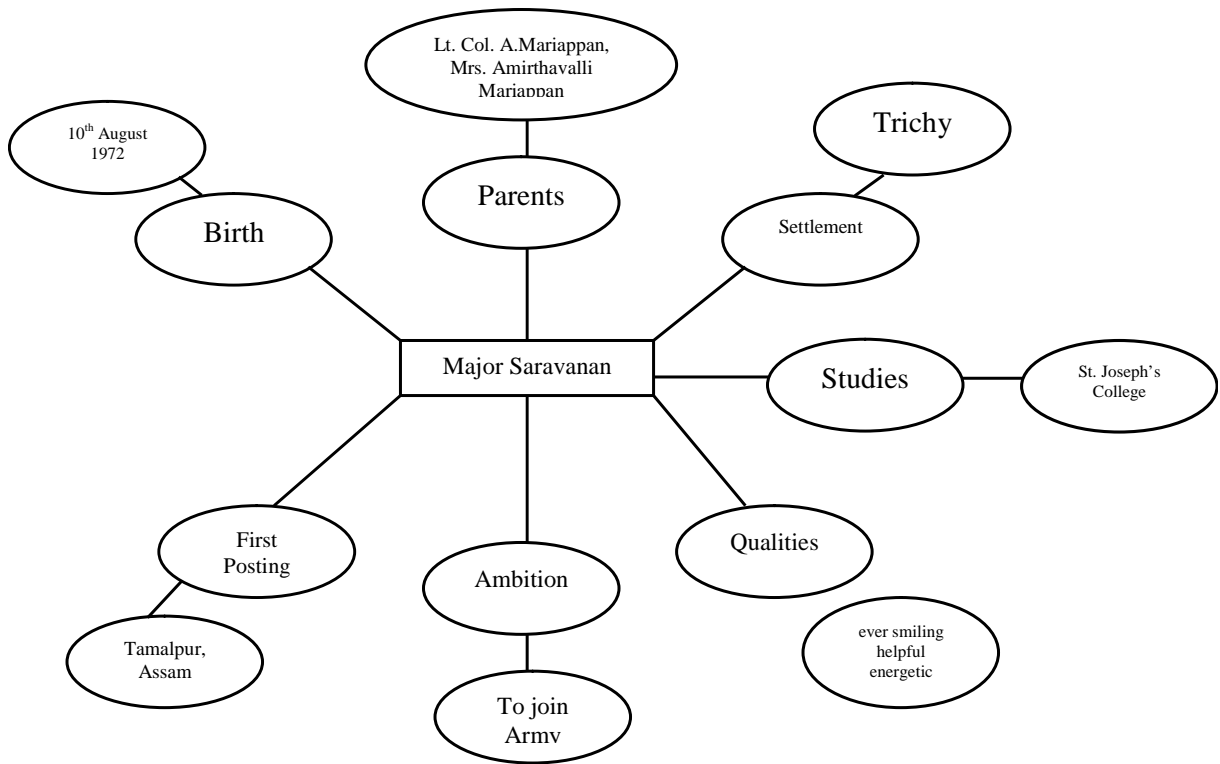 Lt. Col. A.Mariappan,
Mrs. Amirthavalli
Mariappan
10th August
1972
Trichy
Parents
Birth
Settlement
Major Saravanan
Studies
St. Joseph's
College
First
Posting
Qualities
Ambition
Tamalpur,
Assam
ever smiling
helpful
energetic
To join
Army